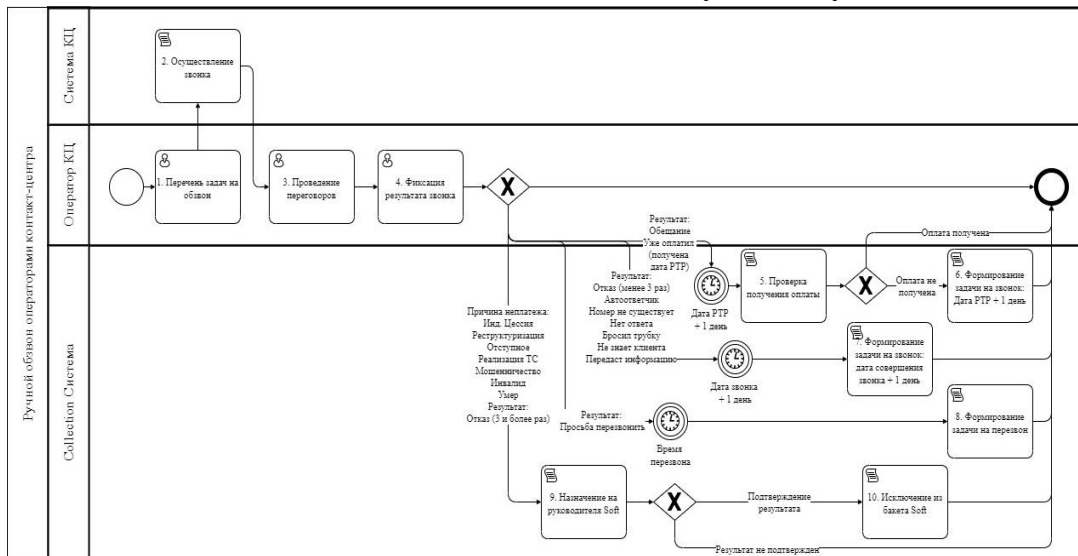 Ручной обзвон операторами контакт-центра
Система КЦ
2. Осуществление
звонка
Оператор КЦ
1. Перечень задач на
обзвон
3. Проведение
переговоров
4. Фиксация
результата звонка
Collection Система
Результат:
Обещание
Уже оплатил
(получена
дата PTP)
Дата PTP
+ 1 день
5. Проверка
получения оплаты
Оплата получена
Оплата не
получена
6. Формирование
задачи на звонок:
Дата PTP + 1 день
Результат:
Отказ (менее 3 раз)
Автоответчик
Номер не существует
Нет ответа
Бросил трубку
Не знает клиента
Передаст информацию
Дата звонка
+ 1 день
7. Формирование
задачи на звонок:
дата совершения
звонка + 1 день
Результат:
Просьба перезвонить
Время
перезвона
8. Формирование
задачи на перезвон
Причина неплатежа:
Инд. Цессия
Реструктуризация
Отступное
Реализация ТС
Мошенничество
Инвалид
Умер
Результат:
Отказ (3 и более раз)
9. Назначение на
руководителя Soft
Подтверждение
результата
10. Исключение из
бакета Soft
Результат не подтвержден